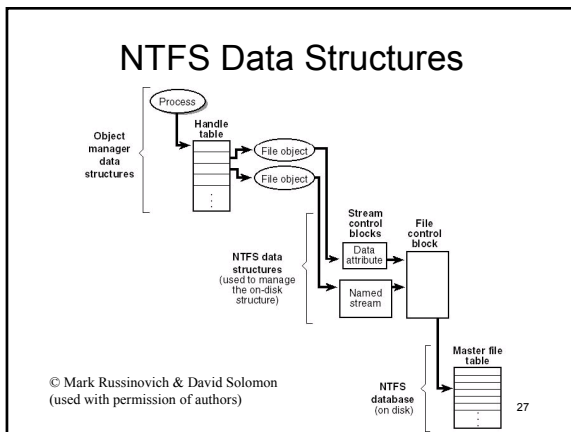 NTFS Data Structures
Process
Object
manager
data
structures
Handle
table
File object
File object
NTFS data
structures
(used to manage
the on-disk
structure)
Stream
control
blocks
Data
attribute
Named
stream
File
control
block
Master file
table
NTFS
database
(on disk)
© Mark Russinovich & David Solomon
(used with permission of authors)
27